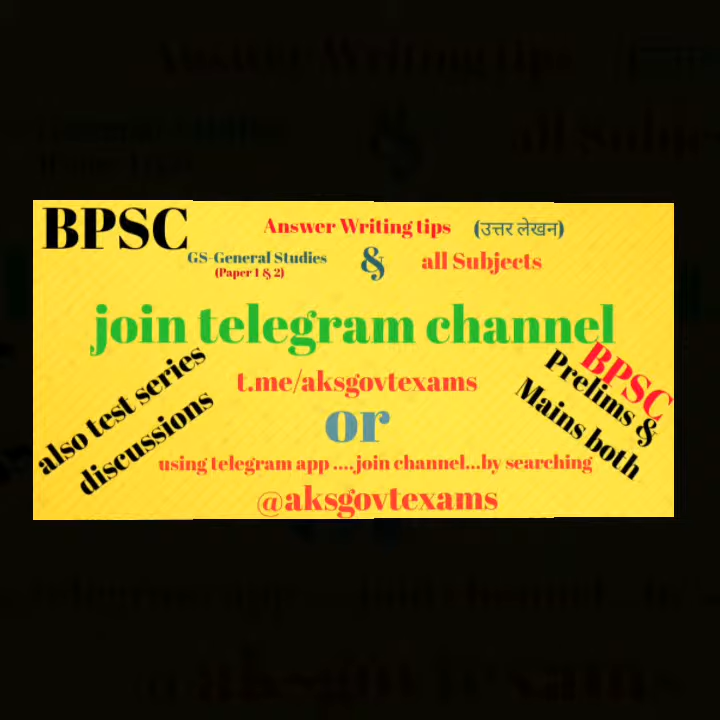 BPSC
Answer Writing tips (उत्तर लेखन)
GS-General Studies & all Subjects
(Paper 1 & 2)
join telegram channel
also test series
discussions
t.me/aksgovtexams
or
BPSC
Prelims &
Mains both
using telegram app ....join channel...by searching
@aksgovtexams